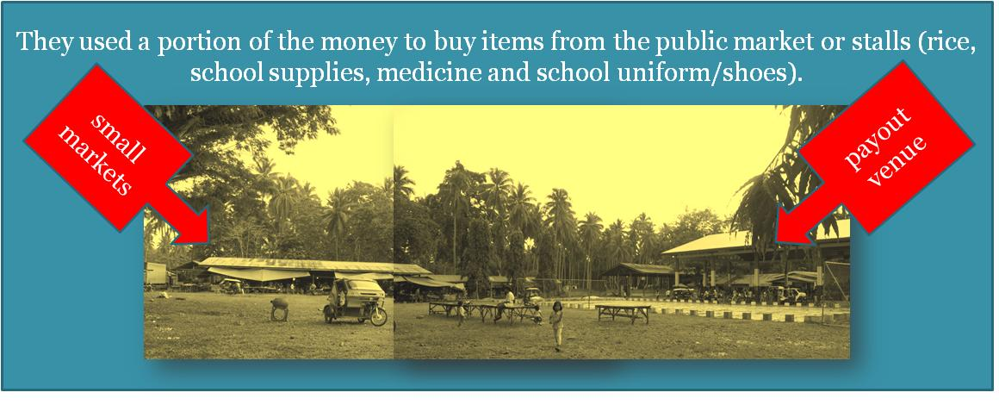 They used a portion of the money to buy items from the public market or stalls (rice,
school supplies, medicine and school uniform/shoes).
small
markets
payout
venue